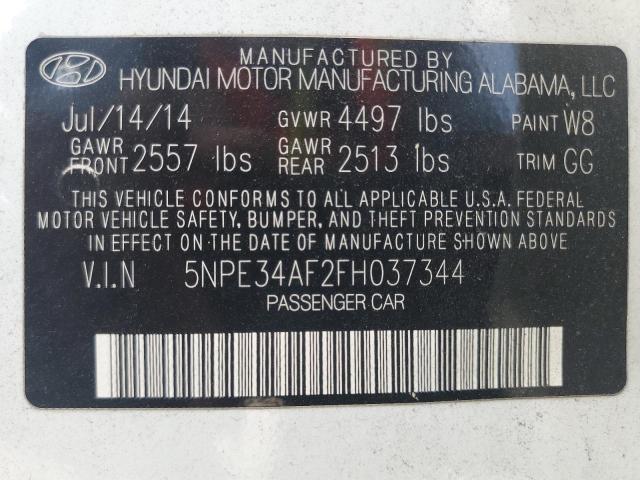 MANUFACTURED BY
HYUNDAI MOTOR MANUFACTURING ALABAMA, LLC
Jul/14/14 GVWR 4497 lbs PAINT W8
GAWR FRONT 2557 lbs GAWR REAR 2513 lbs TRIM GG
THIS VEHICLE CONFORMS TO ALL APPLICABLE U.S.A. FEDERAL
MOTOR VEHICLE SAFETY, BUMPER, AND THEFT PREVENTION STANDARDS
IN EFFECT ON THE DATE OF MANUFACTURE SHOWN ABOVE
V.I.N 5NPE34AF2FH037344
PASSENGER CAR